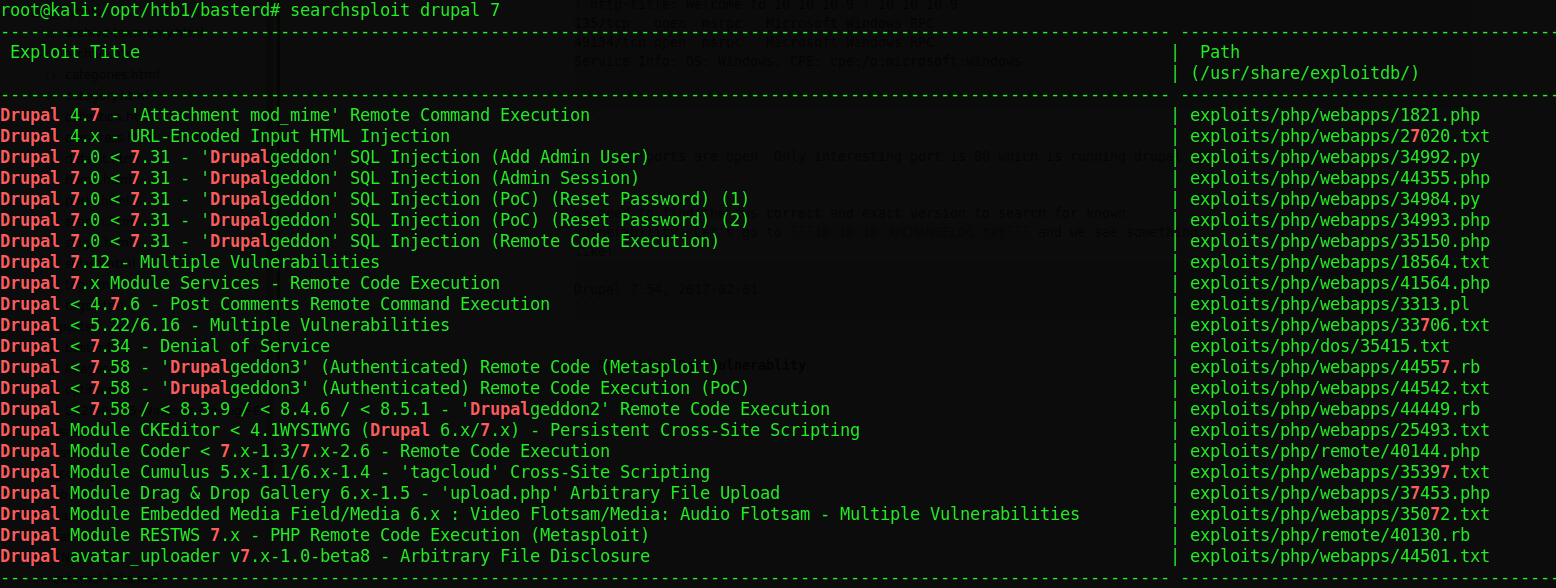 root@kali:/opt/htb1/basterd# searchsploit drupal 7
Exploit Title | Path
| (/usr/share/exploitdb/)
Drupal 4.7 - 'Attachment mod_mime' Remote Command Execution | exploits/php/webapps/1821.php
Drupal 4.x - URL-Encoded Input HTML Injection | exploits/php/webapps/27020.txt
Drupal 7.0 < 7.31 - 'Drupalgeddon' SQL Injection (Add Admin User) | exploits/php/webapps/34992.py
Drupal 7.0 < 7.31 - 'Drupalgeddon' SQL Injection (Admin Session) | exploits/php/webapps/44355.php
Drupal 7.0 < 7.31 - 'Drupalgeddon' SQL Injection (PoC) (Reset Password) (1) | exploits/php/webapps/34984.py
Drupal 7.0 < 7.31 - 'Drupalgeddon' SQL Injection (PoC) (Reset Password) (2) | exploits/php/webapps/34993.php
Drupal 7.0 < 7.31 - 'Drupalgeddon' SQL Injection (Remote Code Execution) | exploits/php/webapps/35150.php
Drupal 7.12 - Multiple Vulnerabilities | exploits/php/webapps/18564.txt
Drupal 7.x Module Services - Remote Code Execution | exploits/php/webapps/41564.php
Drupal < 4.7.6 - Post Comments Remote Command Execution | exploits/php/webapps/3313.pl
Drupal < 5.22/6.16 - Multiple Vulnerabilities | exploits/php/webapps/33706.txt
Drupal < 7.34 - Denial of Service | exploits/php/dos/35415.txt
Drupal < 7.58 - 'Drupalgeddon3' (Authenticated) Remote Code (Metasploit) | exploits/php/webapps/44557.rb
Drupal < 7.58 - 'Drupalgeddon3' (Authenticated) Remote Code Execution (PoC) | exploits/php/webapps/44542.txt
Drupal < 7.58 / < 8.3.9 / < 8.4.6 / < 8.5.1 - 'Drupalgeddon2' Remote Code Execution | exploits/php/webapps/44449.rb
Drupal Module CKEditor < 4.1WYSIWYG (Drupal 6.x/7.x) - Persistent Cross-Site Scripting | exploits/php/webapps/25493.txt
Drupal Module Coder < 7.x-1.3/7.x-2.6 - Remote Code Execution | exploits/php/remote/40144.php
Drupal Module Cumulus 5.x-1.1/6.x-1.4 - 'tagcloud' Cross-Site Scripting | exploits/php/webapps/35397.txt
Drupal Module Drag & Drop Gallery 6.x-1.5 - 'upload.php' Arbitrary File Upload | exploits/php/webapps/37453.php
Drupal Module Embedded Media Field/Media 6.x : Video Flotsam/Media: Audio Flotsam - Multiple Vulnerabilities | exploits/php/webapps/35072.txt
Drupal Module RESTWS 7.x - PHP Remote Code Execution (Metasploit) | exploits/php/remote/40130.rb
Drupal avatar_uploader v7.x-1.0-beta8 - Arbitrary File Disclosure | exploits/php/webapps/44501.txt